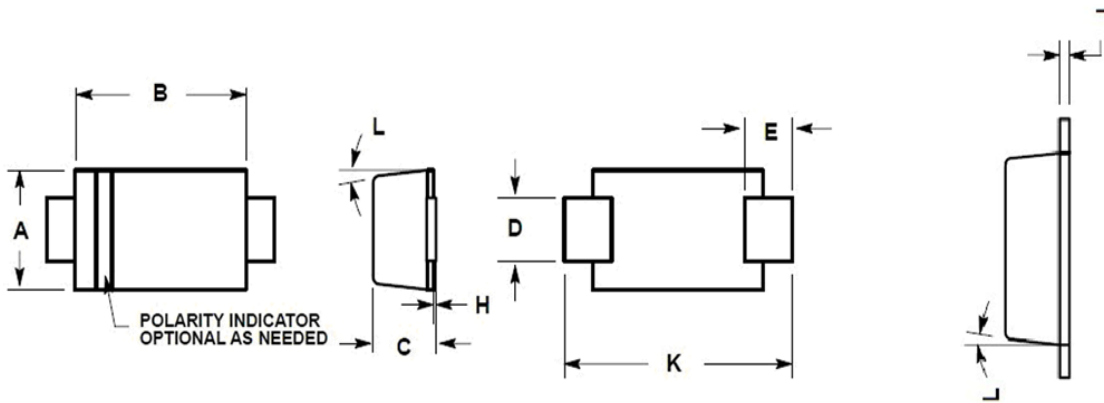 B
A
POLARITY INDICATOR
OPTIONAL AS NEEDED
L
H
C
E
D
K
L